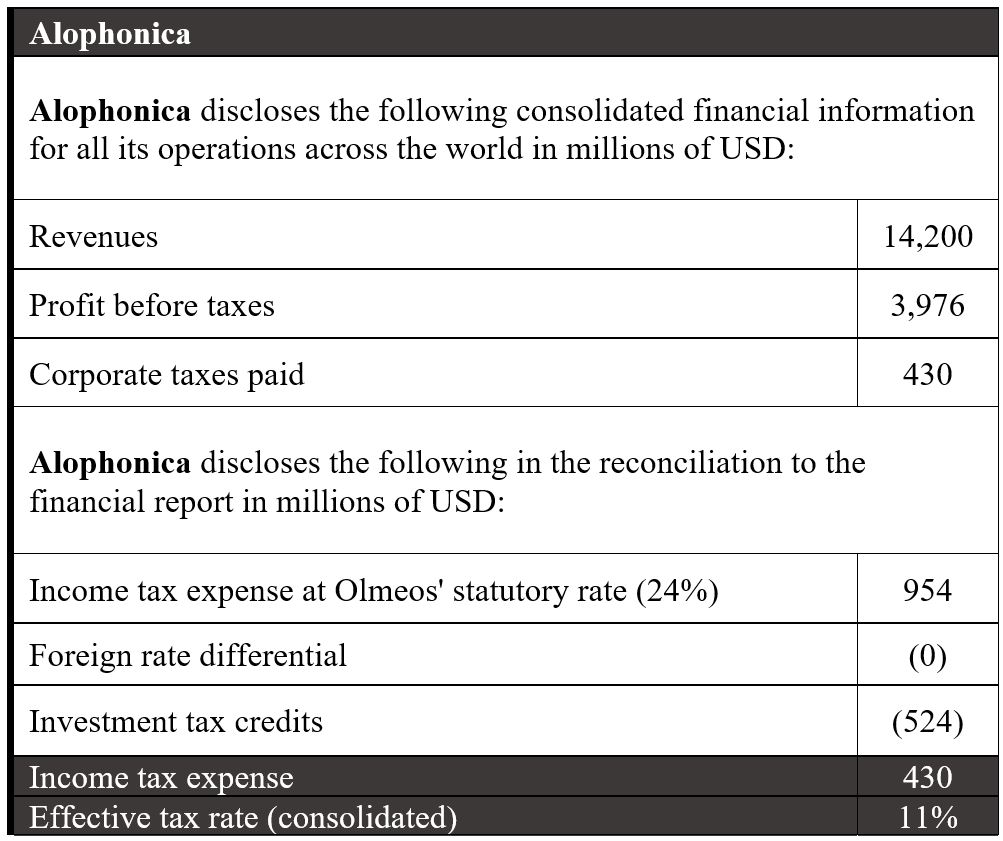 Alophonica
Alophonica discloses the following consolidated financial information
for all its operations across the world in millions of USD:
Revenues 14,200
Profit before taxes 3,976
Corporate taxes paid 430
Alophonica discloses the following in the reconciliation to the
financial report in millions of USD:
Income tax expense at Olmeos' statutory rate (24%) 954
Foreign rate differential (0)
Investment tax credits (524)
Income tax expense 430
Effective tax rate (consolidated) 11%